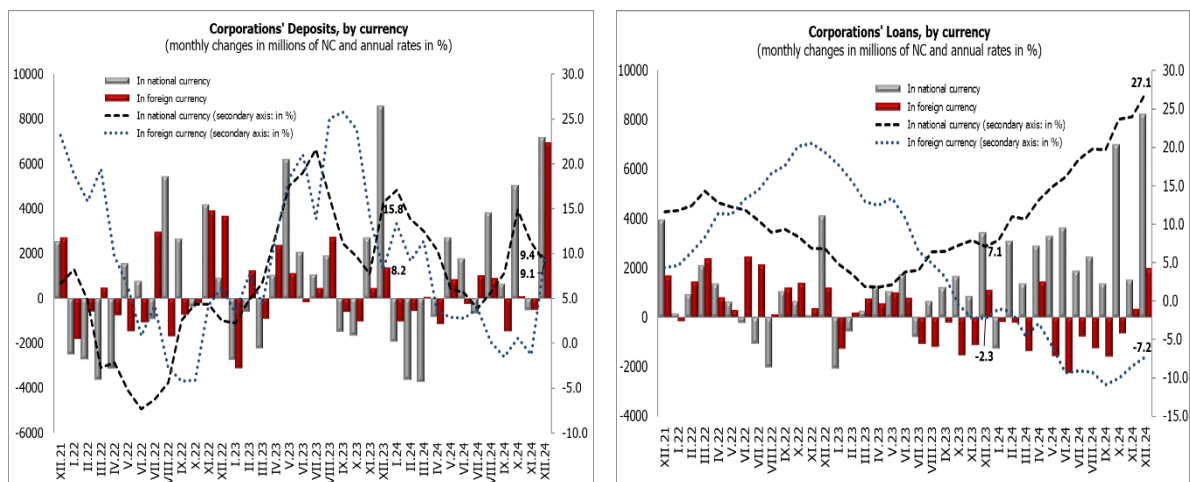 Corporations' Deposits, by currency
(monthly changes in millions of NC and annual rates in %)
10000
8000
6000
4000
2000
0
-2000
-4000
-6000
30.0
25.0
20.0
15.0
10.0
5.0
0.0
-5.0
-10.0
In national currency
In foreign currency
In national currency (secondary axis: in %)
In foreign currency (secondary axis: in %)
15.8
8.2
9.4
9.1
XII.21
I.22
II.22
III.22
IV.22
V.22
VI.22
VII.22
VIII.22
IX.22
X.22
XI.22
XII.22
I.23
II.23
III.23
IV.23
V.23
VI.23
VII.23
VIII.23
IX.23
X.23
XI.23
XII.23
I.24
II.24
III.24
IV.24
V.24
VI.24
VII.24
VIII.24
IX.24
X.24
XI.24
XII.24
Corporations' Loans, by currency
(monthly changes in millions of NC and annual rates in %)
10000
8000
6000
4000
2000
0
-2000
-4000
30.0
25.0
20.0
15.0
10.0
5.0
0.0
-5.0
-10.0
-15.0
In national currency
In foreign currency
In national currency (secondary axis: in %)
In foreign currency (secondary axis: in %)
27.1
7.1
-2.3
-7.2
XII.21
I.22
II.22
III.22
IV.22
V.22
VI.22
VII.22
VIII.22
IX.22
X.22
XI.22
XII.22
I.23
II.23
III.23
IV.23
V.23
VI.23
VII.23
VIII.23
IX.23
X.23
XI.23
XII.23
I.24
II.24
III.24
IV.24
V.24
VI.24
VII.24
VIII.24
IX.24
X.24
XI.24
XII.24